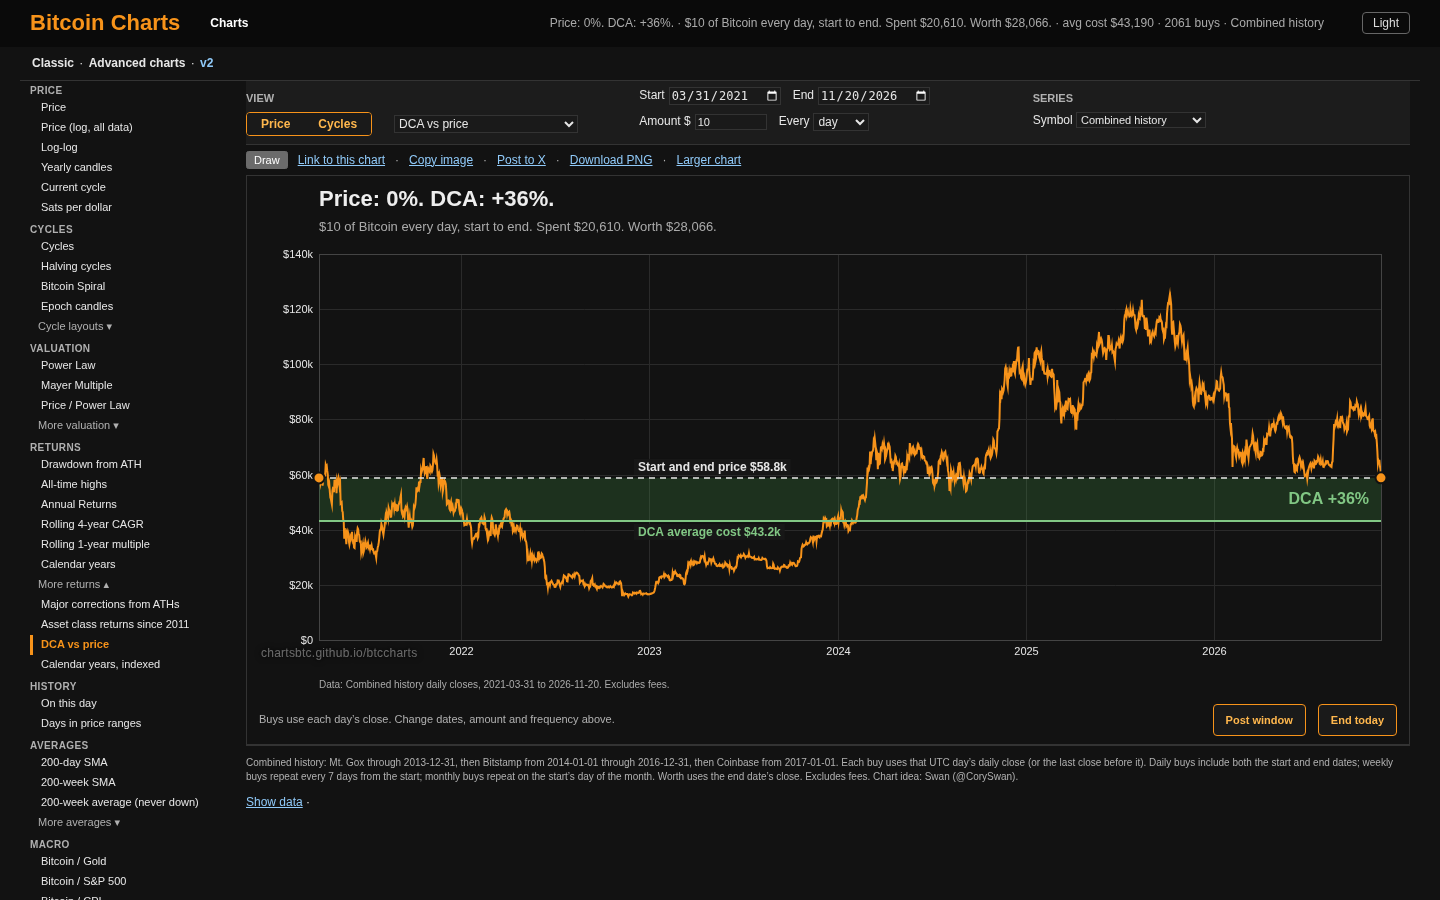 Bitcoin Charts
Charts
Price: 0%. DCA: +36%. · $10 of Bitcoin every day, start to end. Spent $20,610. Worth $28,066. · avg cost $43,190 · 2061 buys · Combined history
Light
Classic · Advanced charts · v2
PRICE
Price
Price (log, all data)
Log-log
Yearly candles
Current cycle
Sats per dollar
CYCLES
Cycles
Halving cycles
Bitcoin Spiral
Epoch candles
Cycle layouts ▾
VALUATION
Power Law
Mayer Multiple
Price / Power Law
More valuation ▾
RETURNS
Drawdown from ATH
All-time highs
Annual Returns
Rolling 4-year CAGR
Rolling 1-year multiple
Calendar years
More returns ▴
Major corrections from ATHs
Asset class returns since 2011
DCA vs price
Calendar years, indexed
HISTORY
On this day
Days in price ranges
AVERAGES
200-day SMA
200-week SMA
200-week average (never down)
More averages ▾
MACRO
Bitcoin / Gold
Bitcoin / S&P 500
Bitcoin / CPI
VIEW
Price Cycles
DCA vs price
Start 03/31/2021 End 11/20/2026
Amount $ 10 Every day
SERIES
Symbol Combined history
Draw Link to this chart · Copy image · Post to X · Download PNG · Larger chart
Price: 0%. DCA: +36%.
$10 of Bitcoin every day, start to end. Spent $20,610. Worth $28,066.
$140k
$120k
$100k
$80k
$60k
$40k
$20k
$0
Start and end price $58.8k
DCA +36%
DCA average cost $43.2k
2022 2023 2024 2025 2026
chartsbtc.github.io/btccharts
Data: Combined history daily closes, 2021-03-31 to 2026-11-20. Excludes fees.
Buys use each day's close. Change dates, amount and frequency above.
Post window
End today
Combined history: Mt. Gox through 2013-12-31, then Bitstamp from 2014-01-01 through 2016-12-31, then Coinbase from 2017-01-01. Each buy uses that UTC day's daily close (or the last close before it). Daily buys include both the start and end dates; weekly
buys repeat every 7 days from the start; monthly buys repeat on the start's day of the month. Worth uses the end date's close. Excludes fees. Chart idea: Swan (@CorySwan).
Show data ·